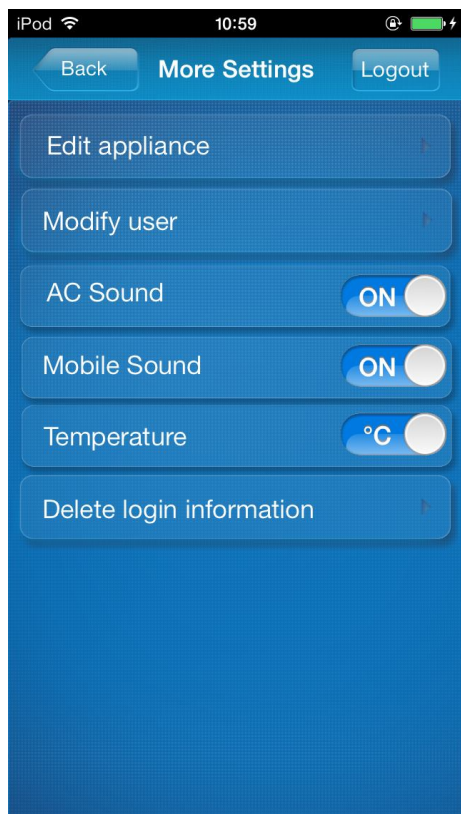 iPod 10:59
Back More Settings Logout
Edit appliance
Modify user
AC Sound ON
Mobile Sound ON
Temperature °C
Delete login information